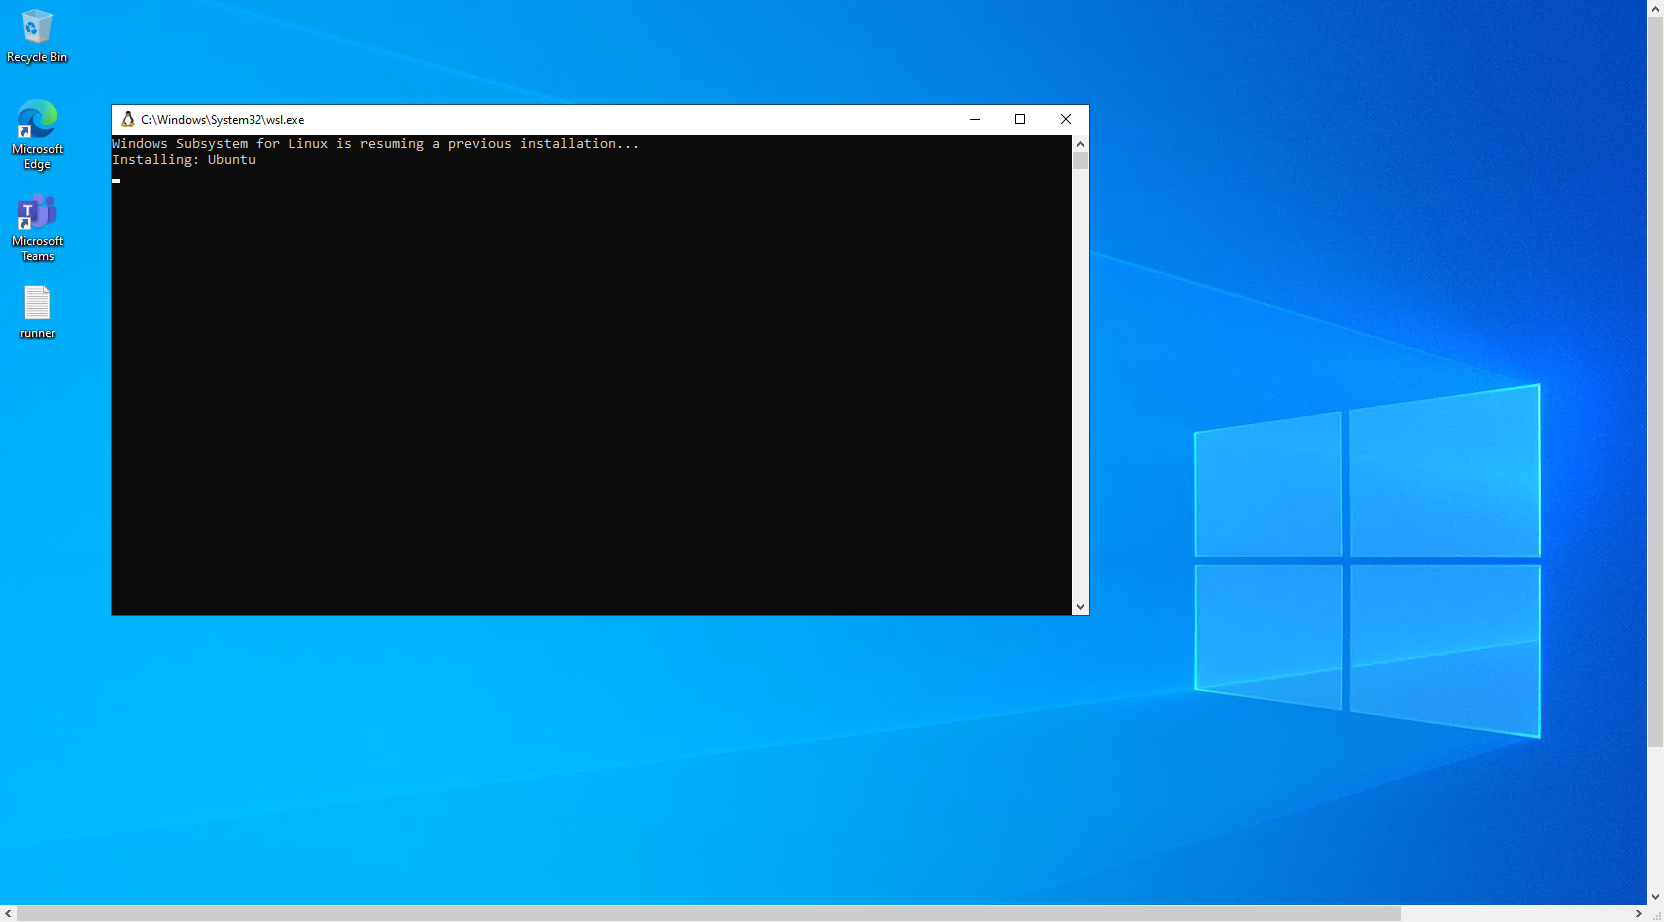 Recycle Bin
Microsoft
Edge
Microsoft
Teams
runner
C:\Windows\System32\wsl.exe
Windows Subsystem for Linux is resuming a previous installation...
Installing: Ubuntu